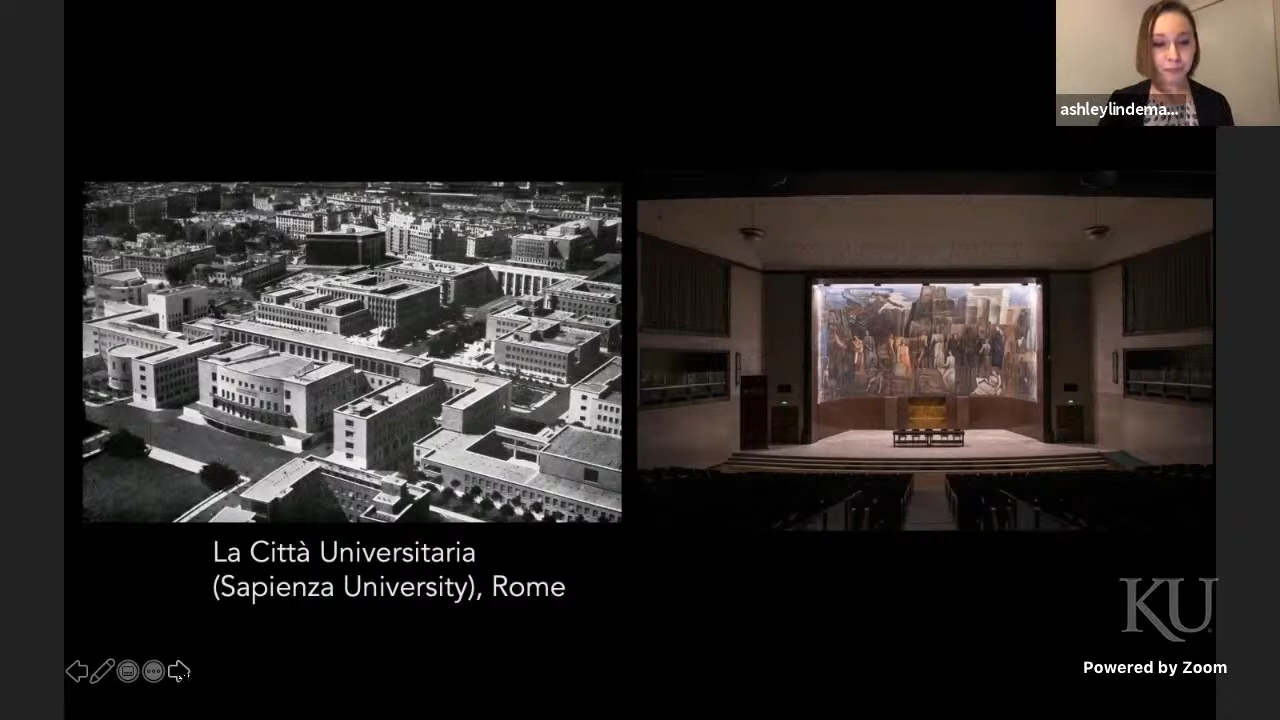 ashleylindema...
La Città Universitaria
(Sapienza University), Rome
KU
Powered by Zoom